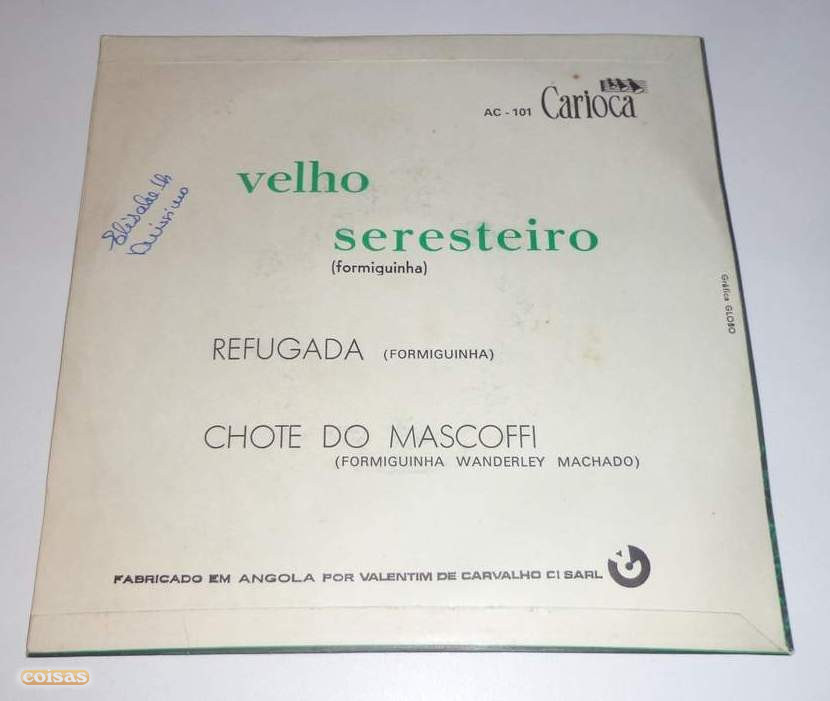 AC - 101 Carioca
velho
seresteiro
(formiguinha)
REFUGADA (FORMIGUINHA)
CHOTE DO MASCOFFI
(FORMIGUINHA WANDERLEY MACHADO)
FABRICADO EM ANGOLA POR VALENTIM DE CARVALHO CI SARL
Gráfica GLOBO
coisas